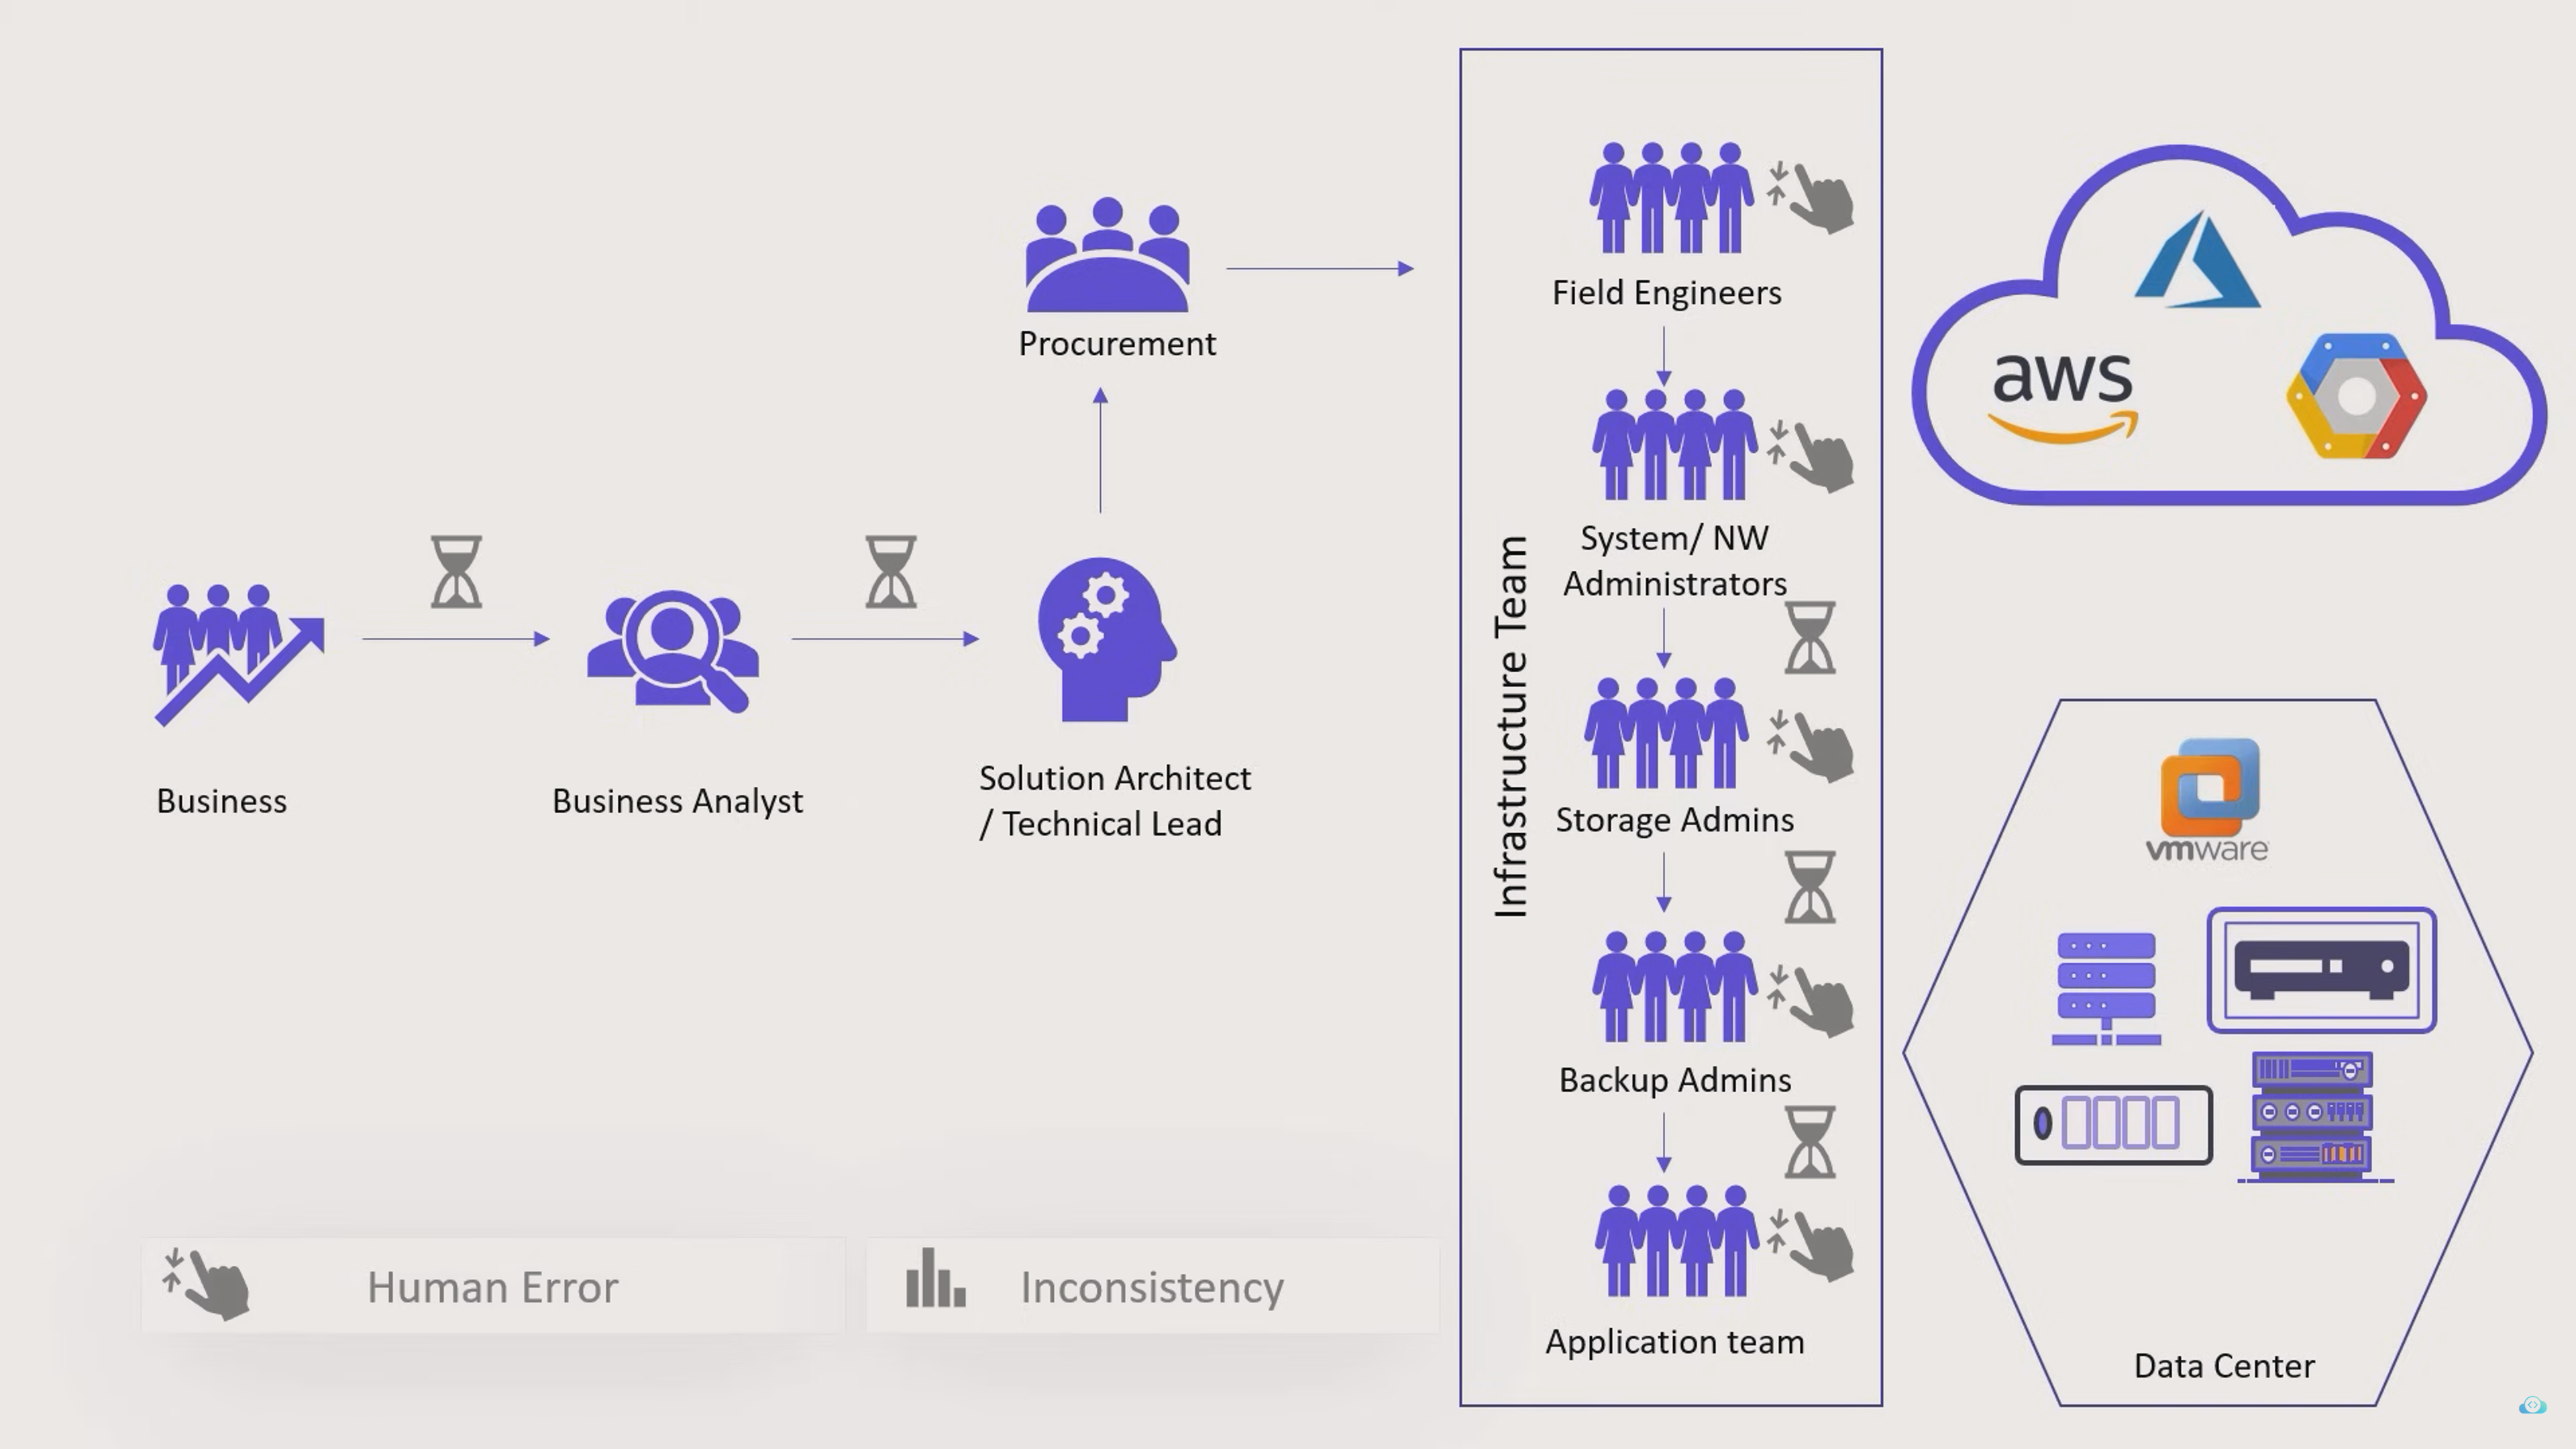 Procurement
Business
Business Analyst
Solution Architect
/ Technical Lead
Infrastructure Team
Field Engineers
System/ NW
Administrators
Storage Admins
Backup Admins
Application team
aws
vmware
Data Center
Human Error
Inconsistency